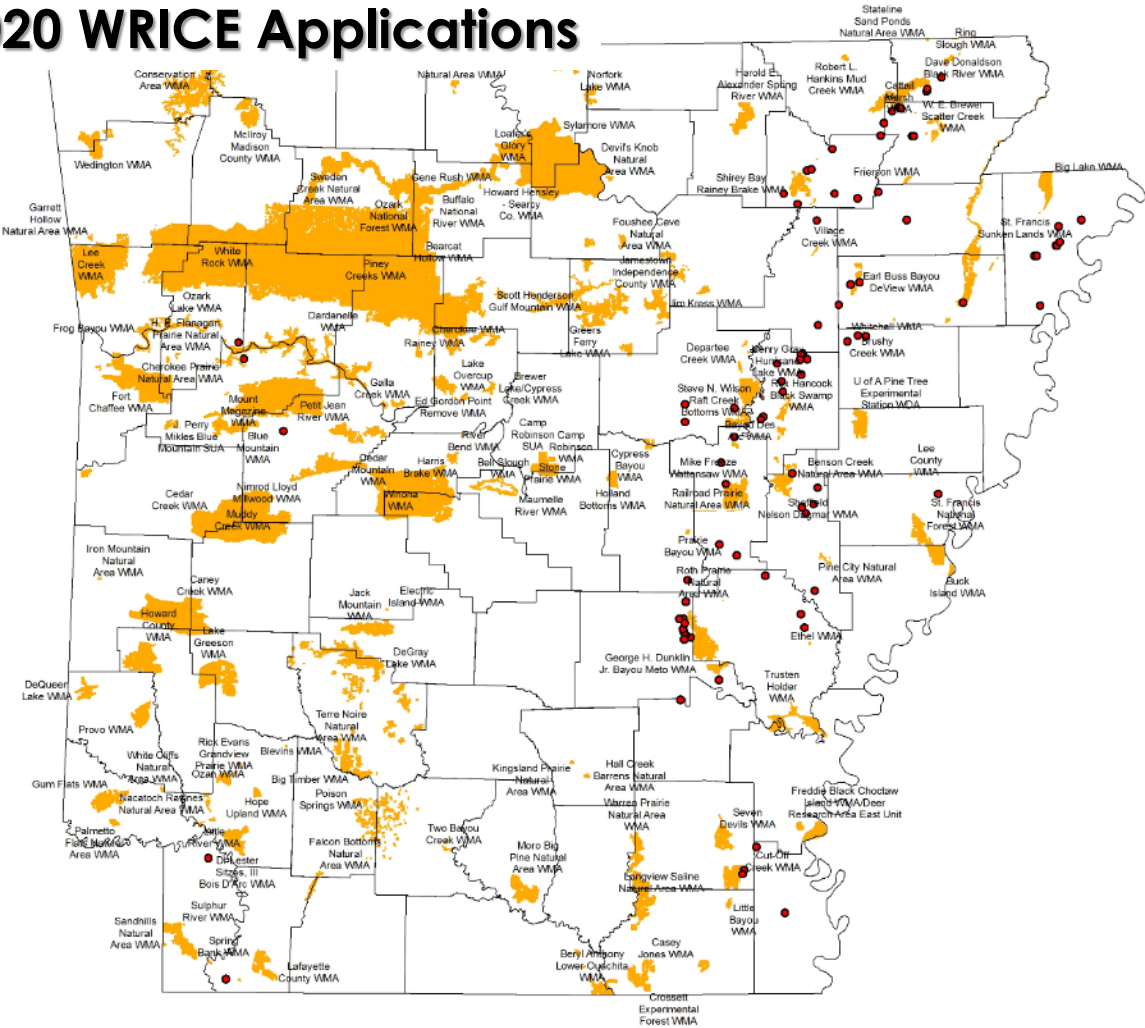 020 WRICE Applications
Stateline
Sand Ponds
Natural Area WMA
Ring
Slough WMA
Dave Donaldson
Black River WMA
Robert L.
Hankins Mud
Creek WMA
Harold E.
Alexander Spring
River WMA
Norfork
Lake WMA
Natural Area WMA
Conservation
Area WMA
Cattail
Marsh
WMA
W. E. Brewer
Scatter Creek
WMA
McIlroy
Madison
County WMA
Wedington WMA
Loafer's
Glory
WMA
Sylamore WMA
Devil's Knob
Natural
Area WMA
Shirey Bay
Rainey Brake WMA
Frierson WMA
Big Lake WMA
Sweden
Creek Natural
Area WMA
Gene Rush WMA
Ozark
National
Forest WMA
Buffalo
National
River WMA
Howard Hensley
- Searcy
Co. WMA
Garrett
Hollow
Natural Area WMA
Foushee Cave
Natural
Area WMA
Village
Creek WMA
St. Francis
Sunken Lands WMA
Lee
Creek
WMA
White
Rock WMA
Bearcat
Hollow WMA
Piney
Creeks WMA
Jamestown
Independence
County WMA
Earl Buss Bayou
DeView WMA
Ozark
Lake WMA
Scott Henderson
Gulf Mountain WMA
Jim Kress WMA
Frog Bayou WMA
H. E. Flanagan
Prairie Natural
Area WMA
Dardanelle
WMA
Cherokee WMA
Rainey WMA
Greers
Ferry
Lake WMA
Whitehall WMA
Brushy
Creek WMA
Departee
Creek WMA
Henry Gray
Hurricane
Lake WMA
Cherokee Prairie
Natural Area WMA
Fort
Chaffee WMA
Galla
Creek WMA
Lake
Overcup
WMA
Brewer
Lake/Cypress
Creek WMA
Ed Gordon Point
Remove WMA
Steve N. Wilson
Raft Creek
Bottoms WMA
Rex Hancock
Black Swamp
WMA
U of A Pine Tree
Experimental
Station WDA
Mount
Magazine
WMA
Petit Jean
River WMA
J. Perry
Mikles Blue
Mountain SUA
Blue
Mountain
WMA
River
Bend WMA
Camp
Robinson
SUA
Camp
Robinson
WMA
Bayou Des
Arc WMA
Cedar
Mountain
WMA
Harris
Brake WMA
Bell Slough
WMA
Stone
Prairie WMA
Cypress
Bayou
WMA
Mike Freeze
Wattensaw WMA
Benson Creek
Natural Area WMA
Lee
County
WMA
Cedar
Creek WMA
Nimrod Lloyd
Millwood WMA
Winona
WMA
Maumelle
River WMA
Holland
Bottoms WMA
Railroad Prairie
Natural Area WMA
Sheffield
Nelson Dagmar WMA
St. Francis
National
Forest WMA
Muddy
Creek WMA
Iron Mountain
Natural
Area WMA
Prairie
Bayou WMA
Roth Prairie
Natural
Area WMA
Pine City Natural
Area WMA
Buck
Island WMA
Caney
Creek WMA
Jack
Mountain
WMA
Electric
Island WMA
Howard
County
WMA
Lake
Greeson
WMA
DeGray
Lake WMA
Ethel WMA
George H. Dunklin
Jr. Bayou Meto WMA
Trusten
Holder
WMA
DeQueen
Lake WMA
Provo WMA
Terre Noire
Natural
Area WMA
Rick Evans
Grandview
Prairie WMA
Blevins WMA
White Cliffs
Natural
Area WMA
Ozan WMA
Gum Flats WMA
Big Timber WMA
Kingsland Prairie
Natural
Area WMA
Hall Creek
Barrens Natural
Area WMA
Freddie Black Choctaw
Island WMA/Deer
Research Area East Unit
Nacatoch Ravines
Natural Area WMA
Hope
Upland WMA
Poison
Springs WMA
Warren Prairie
Natural Area
WMA
Seven
Devils WMA
Palmetto
Flats Natural
Area WMA
Little
River WMA
Falcon Bottoms
Natural
Area WMA
Two Bayou
Creek WMA
Moro Big
Pine Natural
Area WMA
Cut-Off
Creek WMA
Dr. Lester
Sitzes, III
Bois D'Arc WMA
Longview Saline
Natural Area WMA
Sulphur
River WMA
Little
Bayou
WMA
Sandhills
Natural
Area WMA
Spring
Bank WMA
Lafayette
County WMA
Beryl Anthony
Lower Ouachita
WMA
Casey
Jones WMA
Crossett
Experimental
Forest WMA